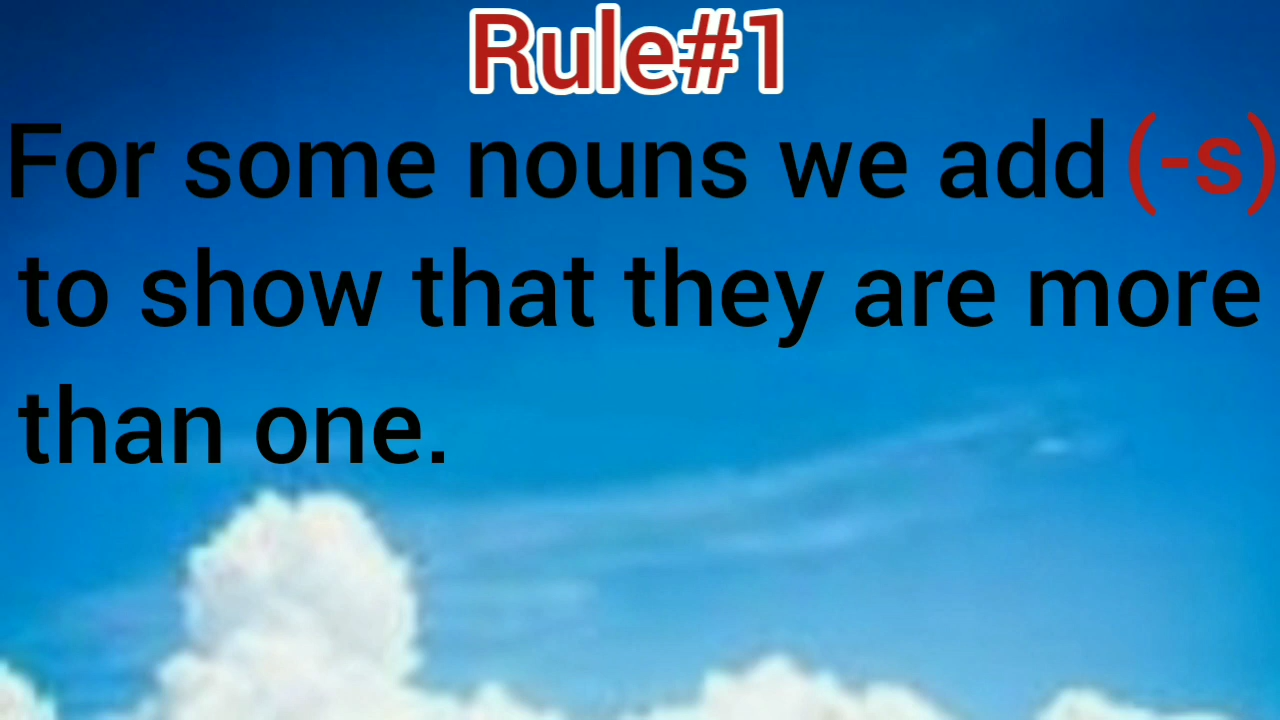 Rule#1
For some nouns we add (-s)
to show that they are more
than one.